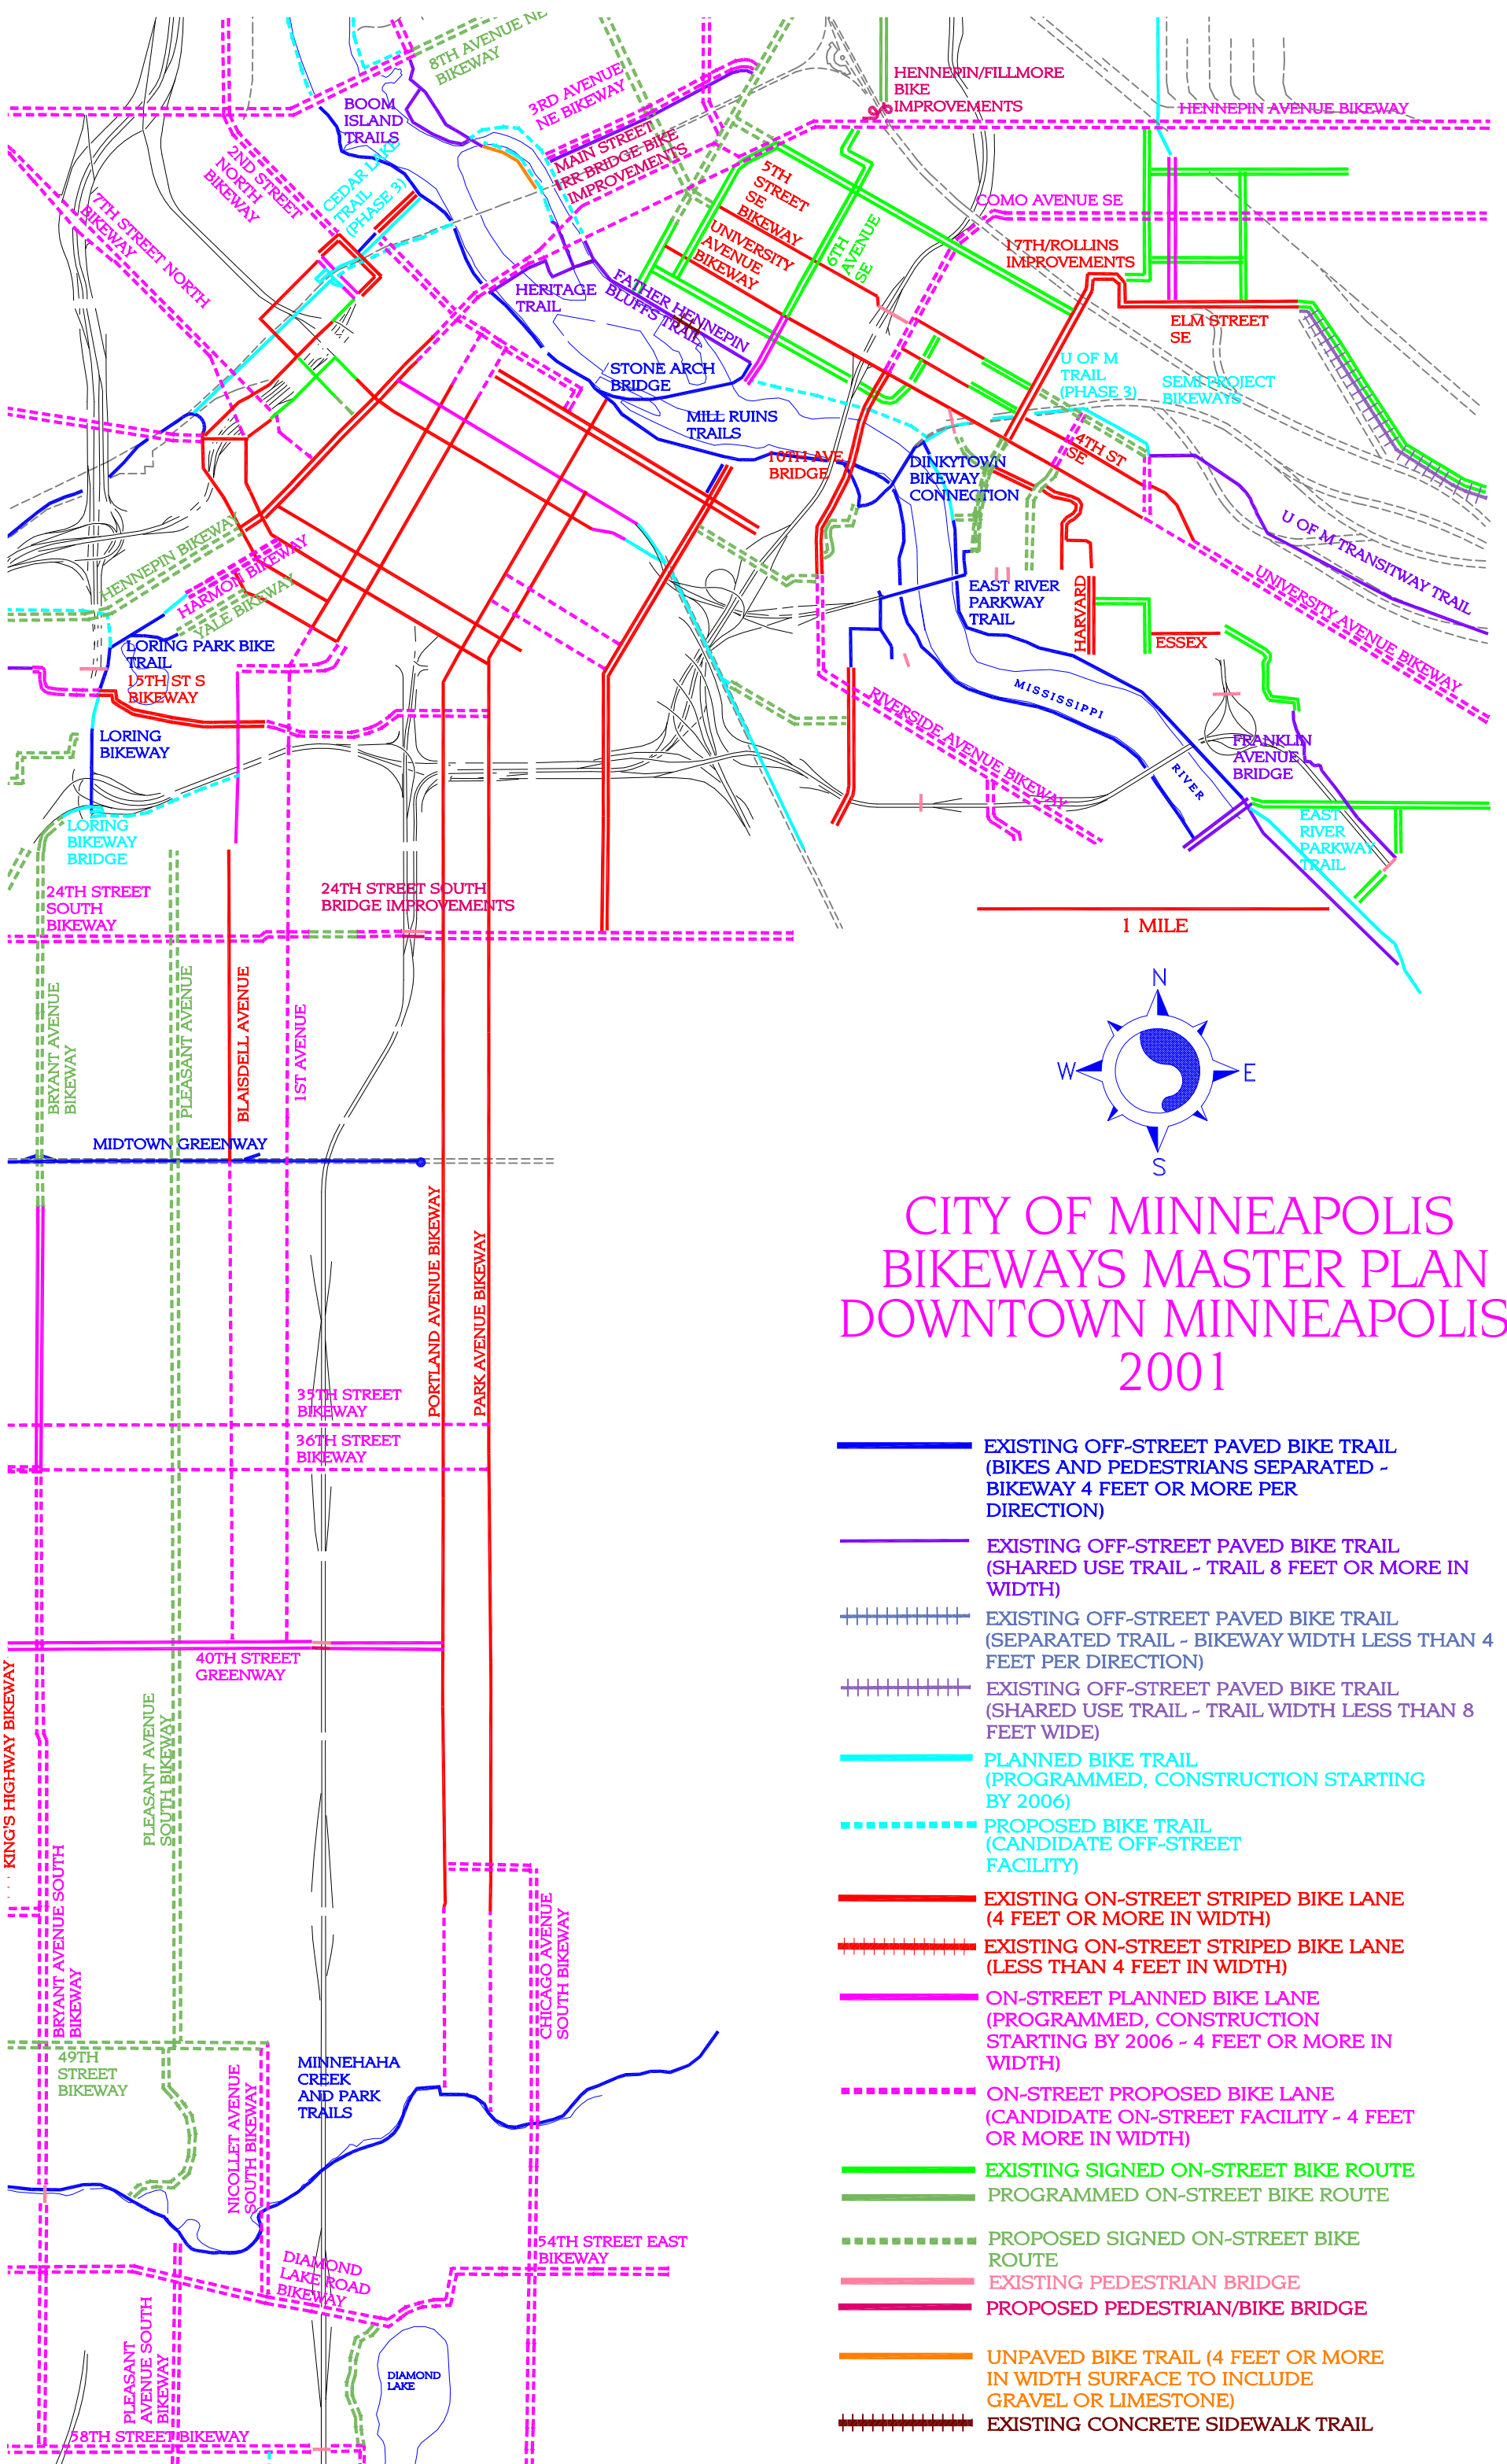 8TH AVENUE NE
BIKEWAY
3RD AVENUE
NE BIKEWAY
HENNEPIN/FILLMORE
BIKE
IMPROVEMENTS
HENNEPIN AVENUE BIKEWAY
BOOM
ISLAND
TRAILS
MAIN STREET
IRR BRIDGE BIKE
IMPROVEMENTS
2ND STREET
NORTH
BIKEWAY
CEDAR LAKE
TRAIL
(PHASE 3)
7TH STREET NORTH
BIKEWAY
5TH
STREET
SE
BIKEWAY
UNIVERSITY
AVENUE
BIKEWAY
6TH
AVENUE
SE
COMO AVENUE SE
17TH/ROLLINS
IMPROVEMENTS
HERITAGE
TRAIL
FATHER HENNEPIN
BLUFFS TRAIL
ELM STREET
SE
STONE ARCH
BRIDGE
U OF M
TRAIL
(PHASE 3)
SEMI PROJECT
BIKEWAYS
MILL RUINS
TRAILS
10TH AVE
BRIDGE
DINKYTOWN
BIKEWAY
CONNECTION
4TH ST
SE
U OF M TRANSITWAY TRAIL
HENNEPIN BIKEWAY
HARMON BIKEWAY
YALE BIKEWAY
EAST RIVER
PARKWAY
TRAIL
HARVARD
ESSEX
UNIVERSITY AVENUE BIKEWAY
LORING PARK BIKE
TRAIL
15TH ST S
BIKEWAY
MISSISSIPPI
RIVER
RIVERSIDE AVENUE BIKEWAY
LORING
BIKEWAY
FRANKLIN
AVENUE
BRIDGE
LORING
BIKEWAY
BRIDGE
EAST
RIVER
PARKWAY
TRAIL
24TH STREET
SOUTH
BIKEWAY
24TH STREET SOUTH
BRIDGE IMPROVEMENTS
1 MILE
BRYANT AVENUE
BIKEWAY
PLEASANT AVENUE
BLAISDELL AVENUE
1ST AVENUE
N
W
E
S
MIDTOWN GREENWAY
PORTLAND AVENUE BIKEWAY
PARK AVENUE BIKEWAY
CITY OF MINNEAPOLIS
BIKEWAYS MASTER PLAN
DOWNTOWN MINNEAPOLIS
2001
35TH STREET
BIKEWAY
36TH STREET
BIKEWAY
40TH STREET
GREENWAY
KING'S HIGHWAY BIKEWAY
PLEASANT AVENUE
SOUTH BIKEWAY
BRYANT AVENUE SOUTH
BIKEWAY
CHICAGO AVENUE
SOUTH BIKEWAY
49TH
STREET
BIKEWAY
NICOLLET AVENUE
SOUTH BIKEWAY
MINNEHAHA
CREEK
AND PARK
TRAILS
DIAMOND
LAKE ROAD
BIKEWAY
54TH STREET EAST
BIKEWAY
PLEASANT
AVENUE SOUTH
BIKEWAY
DIAMOND
LAKE
58TH STREET BIKEWAY
EXISTING OFF-STREET PAVED BIKE TRAIL
(BIKES AND PEDESTRIANS SEPARATED -
BIKEWAY 4 FEET OR MORE PER
DIRECTION)
EXISTING OFF-STREET PAVED BIKE TRAIL
(SHARED USE TRAIL - TRAIL 8 FEET OR MORE IN
WIDTH)
EXISTING OFF-STREET PAVED BIKE TRAIL
(SEPARATED TRAIL - BIKEWAY WIDTH LESS THAN 4
FEET PER DIRECTION)
EXISTING OFF-STREET PAVED BIKE TRAIL
(SHARED USE TRAIL - TRAIL WIDTH LESS THAN 8
FEET WIDE)
PLANNED BIKE TRAIL
(PROGRAMMED, CONSTRUCTION STARTING
BY 2006)
PROPOSED BIKE TRAIL
(CANDIDATE OFF-STREET
FACILITY)
EXISTING ON-STREET STRIPED BIKE LANE
(4 FEET OR MORE IN WIDTH)
EXISTING ON-STREET STRIPED BIKE LANE
(LESS THAN 4 FEET IN WIDTH)
ON-STREET PLANNED BIKE LANE
(PROGRAMMED, CONSTRUCTION
STARTING BY 2006 - 4 FEET OR MORE IN
WIDTH)
ON-STREET PROPOSED BIKE LANE
(CANDIDATE ON-STREET FACILITY - 4 FEET
OR MORE IN WIDTH)
EXISTING SIGNED ON-STREET BIKE ROUTE
PROGRAMMED ON-STREET BIKE ROUTE
PROPOSED SIGNED ON-STREET BIKE
ROUTE
EXISTING PEDESTRIAN BRIDGE
PROPOSED PEDESTRIAN/BIKE BRIDGE
UNPAVED BIKE TRAIL (4 FEET OR MORE
IN WIDTH SURFACE TO INCLUDE
GRAVEL OR LIMESTONE)
EXISTING CONCRETE SIDEWALK TRAIL